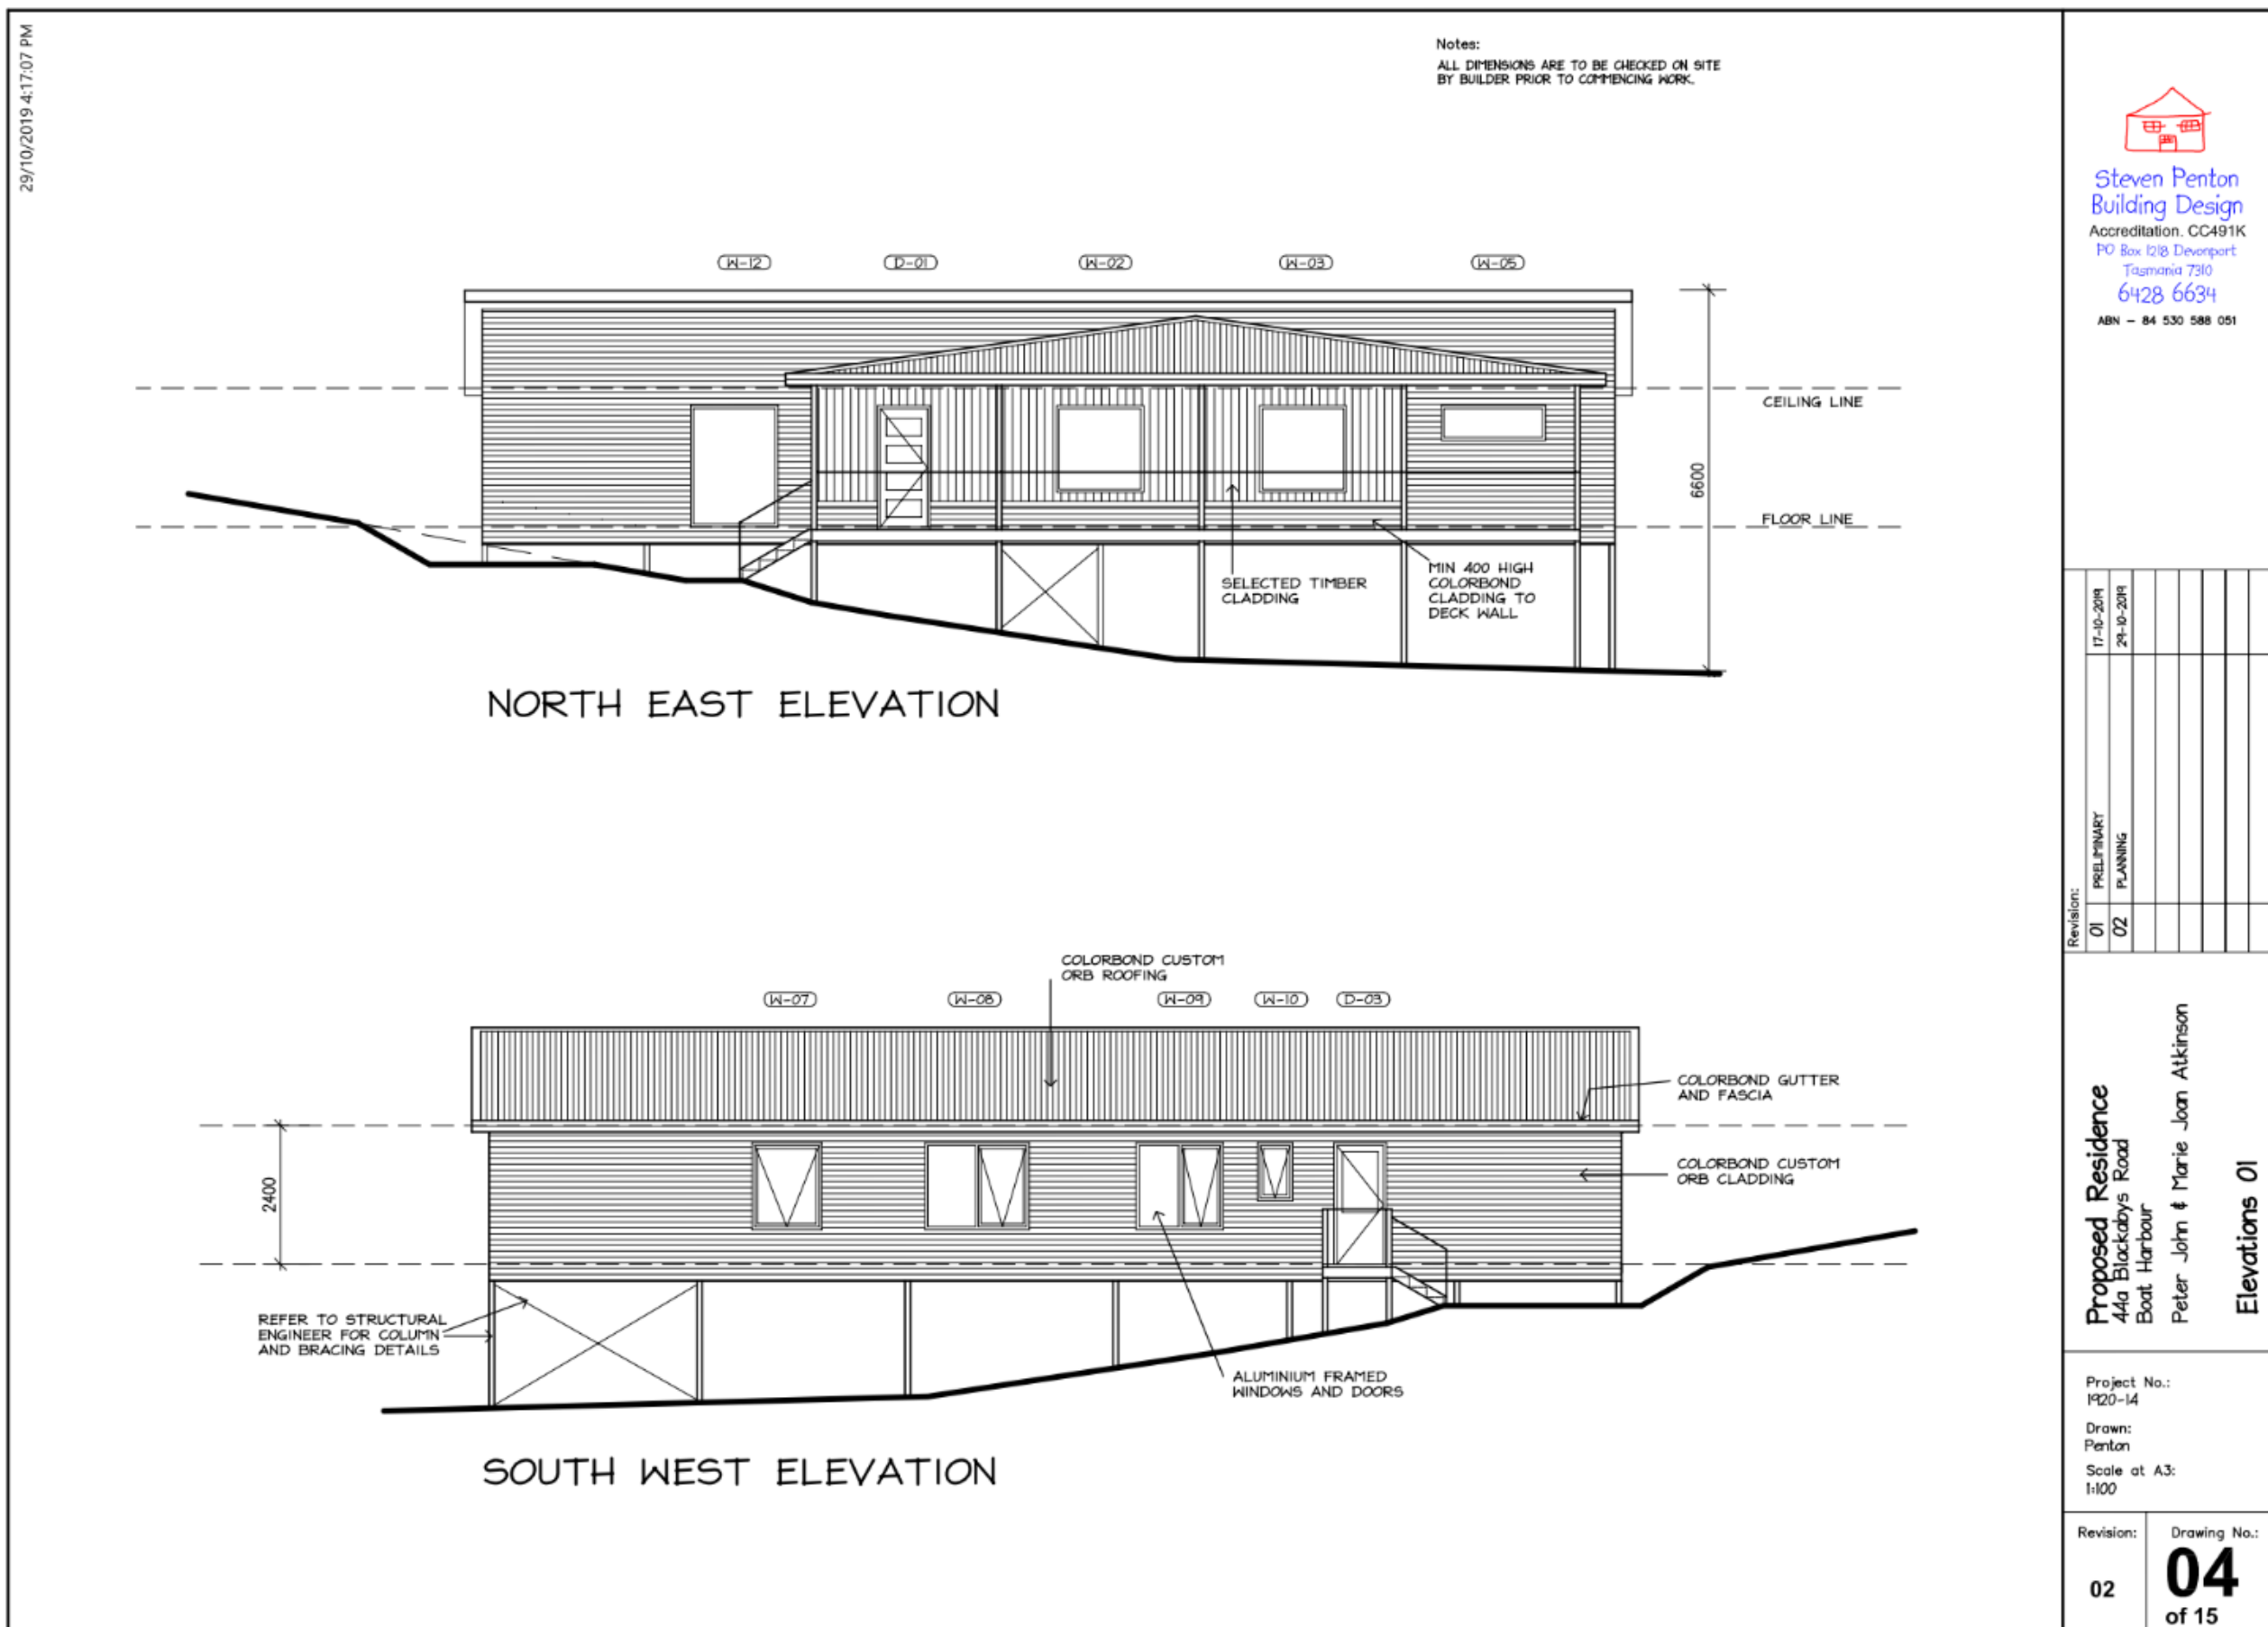 29/10/2019 4:17:07 PM
Notes:
ALL DIMENSIONS ARE TO BE CHECKED ON SITE
BY BUILDER PRIOR TO COMMENCING WORK.
W-12
D-01
W-02
W-03
W-05
CEILING LINE
6600
FLOOR LINE
SELECTED TIMBER
CLADDING
MIN 400 HIGH
COLORBOND
CLADDING TO
DECK WALL
NORTH EAST ELEVATION
COLORBOND CUSTOM
ORB ROOFING
W-07
W-08
W-09
W-10
D-03
COLORBOND GUTTER
AND FASCIA
2400
COLORBOND CUSTOM
ORB CLADDING
REFER TO STRUCTURAL
ENGINEER FOR COLUMN
AND BRACING DETAILS
ALUMINIUM FRAMED
WINDOWS AND DOORS
SOUTH WEST ELEVATION
Steven Penton
Building Design
Accreditation. CC491K
PO Box 1218 Devonport
Tasmania 7310
6428 6634
ABN - 84 530 588 051
Revision:
01 PRELIMINARY 17-10-2019
02 PLANNING 29-10-2019
Proposed Residence
44a Blackabys Road
Boat Harbour
Peter John & Marie Joan Atkinson
Elevations 01
Project No.:
1920-14
Drawn:
Penton
Scale at A3:
1:100
Revision:
02
Drawing No.:
04
of 15